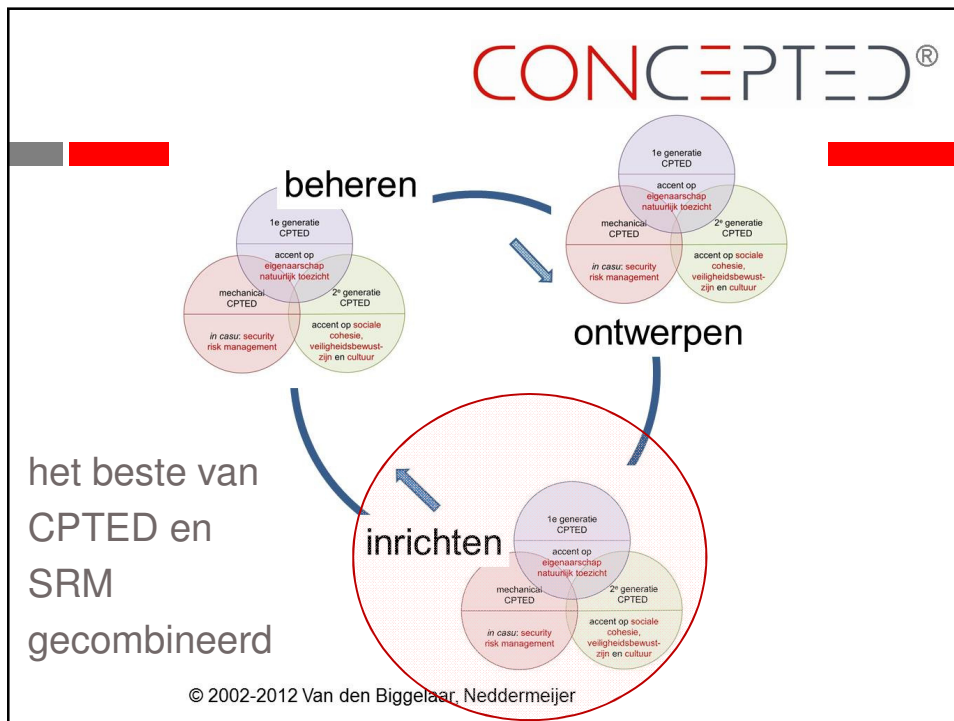 CONCEPTED®
beheren
1e generatie
CPTED
accent op
eigenaarschap
natuurlijk toezicht
mechanical
CPTED
in casu: security
risk management
2e generatie
CPTED
accent op sociale
cohesie,
veiligheidsbewust-
zijn en cultuur
1e generatie
CPTED
accent op
eigenaarschap
natuurlijk toezicht
mechanical
CPTED
in casu: security
risk management
2e generatie
CPTED
accent op sociale
cohesie,
veiligheidsbewust-
zijn en cultuur
ontwerpen
het beste van
CPTED en
SRM
gecombineerd
inrichten
1e generatie
CPTED
accent op
eigenaarschap
natuurlijk toezicht
mechanical
CPTED
in casu: security
risk management
2e generatie
CPTED
accent op sociale
cohesie,
veiligheidsbewust-
zijn en cultuur
© 2002-2012 Van den Biggelaar, Neddermeijer